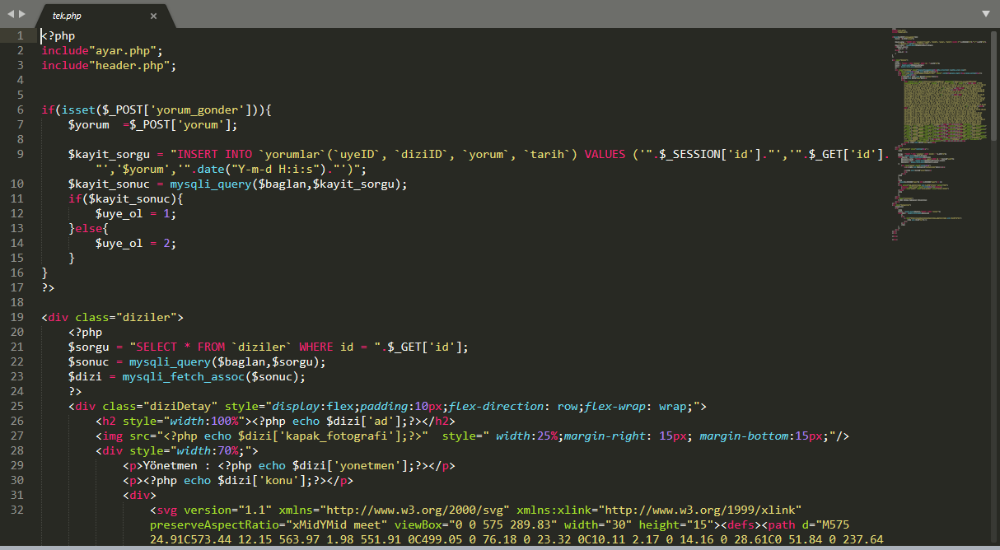 tek.php ×
1 <?php
2 include"ayar.php";
3 include"header.php";
4
5
6 if(isset($_POST['yorum_gonder'])){
7 $yorum =$_POST['yorum'];
8
9 $kayit_sorgu = "INSERT INTO `yorumlar`(`uyeID`, `diziID`, `yorum`, `tarih`) VALUES ('".$_SESSION['id']."','".$_GET['id'].
"','$yorum','".date("Y-m-d H:i:s")."')";
10 $kayit_sonuc = mysqli_query($baglan,$kayit_sorgu);
11 if($kayit_sonuc){
12 $uye_ol = 1;
13 }else{
14 $uye_ol = 2;
15 }
16 }
17 ?>
18
19 <div class="diziler">
20 <?php
21 $sorgu = "SELECT * FROM `diziler` WHERE id = ".$_GET['id'];
22 $sonuc = mysqli_query($baglan,$sorgu);
23 $dizi = mysqli_fetch_assoc($sonuc);
24 ?>
25 <div class="diziDetay" style="display:flex;padding:10px;flex-direction: row;flex-wrap: wrap;">
26 <h2 style="width:100%"><?php echo $dizi['ad'];?></h2>
27 <img src="<?php echo $dizi['kapak_fotografi'];?>" style=" width:25%;margin-right: 15px; margin-bottom:15px;"/>
28 <div style="width:70%;">
29 <p>Yönetmen : <?php echo $dizi['yonetmen'];?></p>
30 <p><?php echo $dizi['konu'];?></p>
31 <div>
32 <svg version="1.1" xmlns="http://www.w3.org/2000/svg" xmlns:xlink="http://www.w3.org/1999/xlink"
preserveAspectRatio="xMidYMid meet" viewBox="0 0 575 289.83" width="30" height="15"><defs><path d="M575
24.91C573.44 12.15 563.97 1.98 551.91 0C499.05 0 76.18 0 23.32 0C10.11 2.17 0 14.16 0 28.61C0 51.84 0 237.64